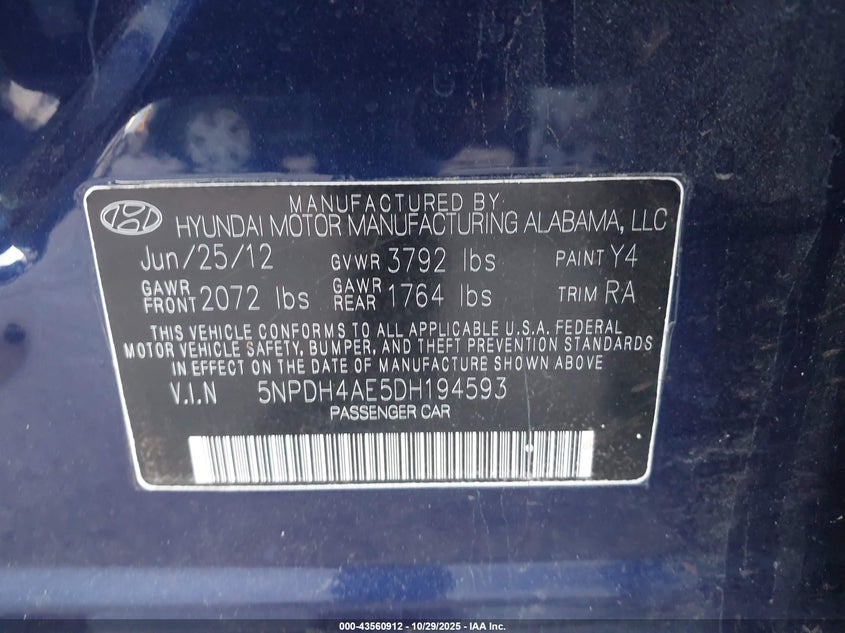 MANUFACTURED BY
HYUNDAI MOTOR MANUFACTURING ALABAMA, LLC
Jun/25/12 GVWR 3792 lbs PAINT Y4
GAWR FRONT 2072 lbs GAWR REAR 1764 lbs TRIM RA
THIS VEHICLE CONFORMS TO ALL APPLICABLE U.S.A. FEDERAL
MOTOR VEHICLE SAFETY, BUMPER, AND THEFT PREVENTION STANDARDS
IN EFFECT ON THE DATE OF MANUFACTURE SHOWN ABOVE
V.I.N 5NPDH4AE5DH194593
PASSENGER CAR
000-43560912 | 10/29/2025 - IAA Inc.